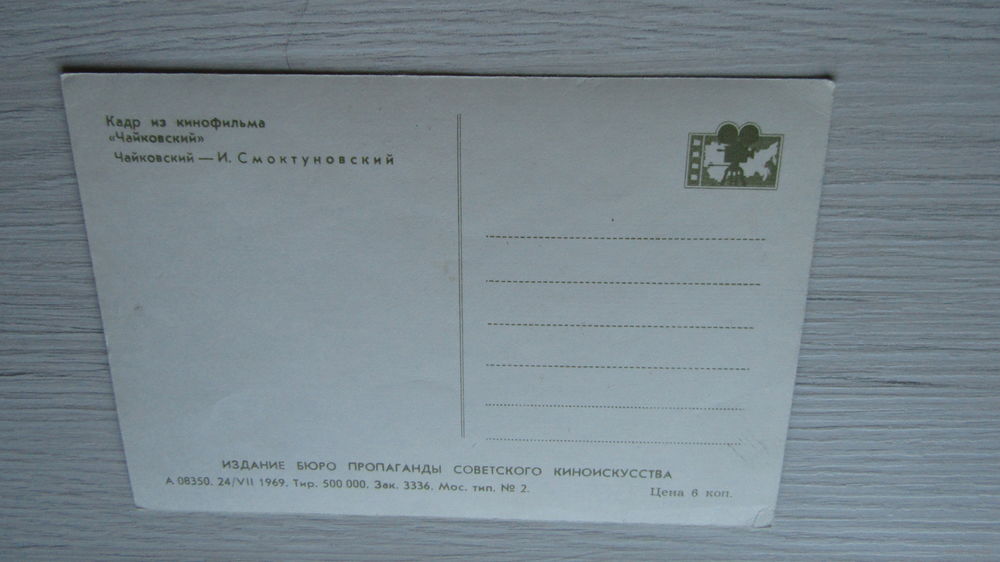 Кадр из кинофильма
«Чайковский»
Чайковский — И. Смоктуновский
ИЗДАНИЕ БЮРО ПРОПАГАНДЫ СОВЕТСКОГО КИНОИСКУССТВА
А 08350. 24/VII 1969. Тир. 500 000. Зак. 3336. Мос. тип. № 2.
Цена 6 коп.